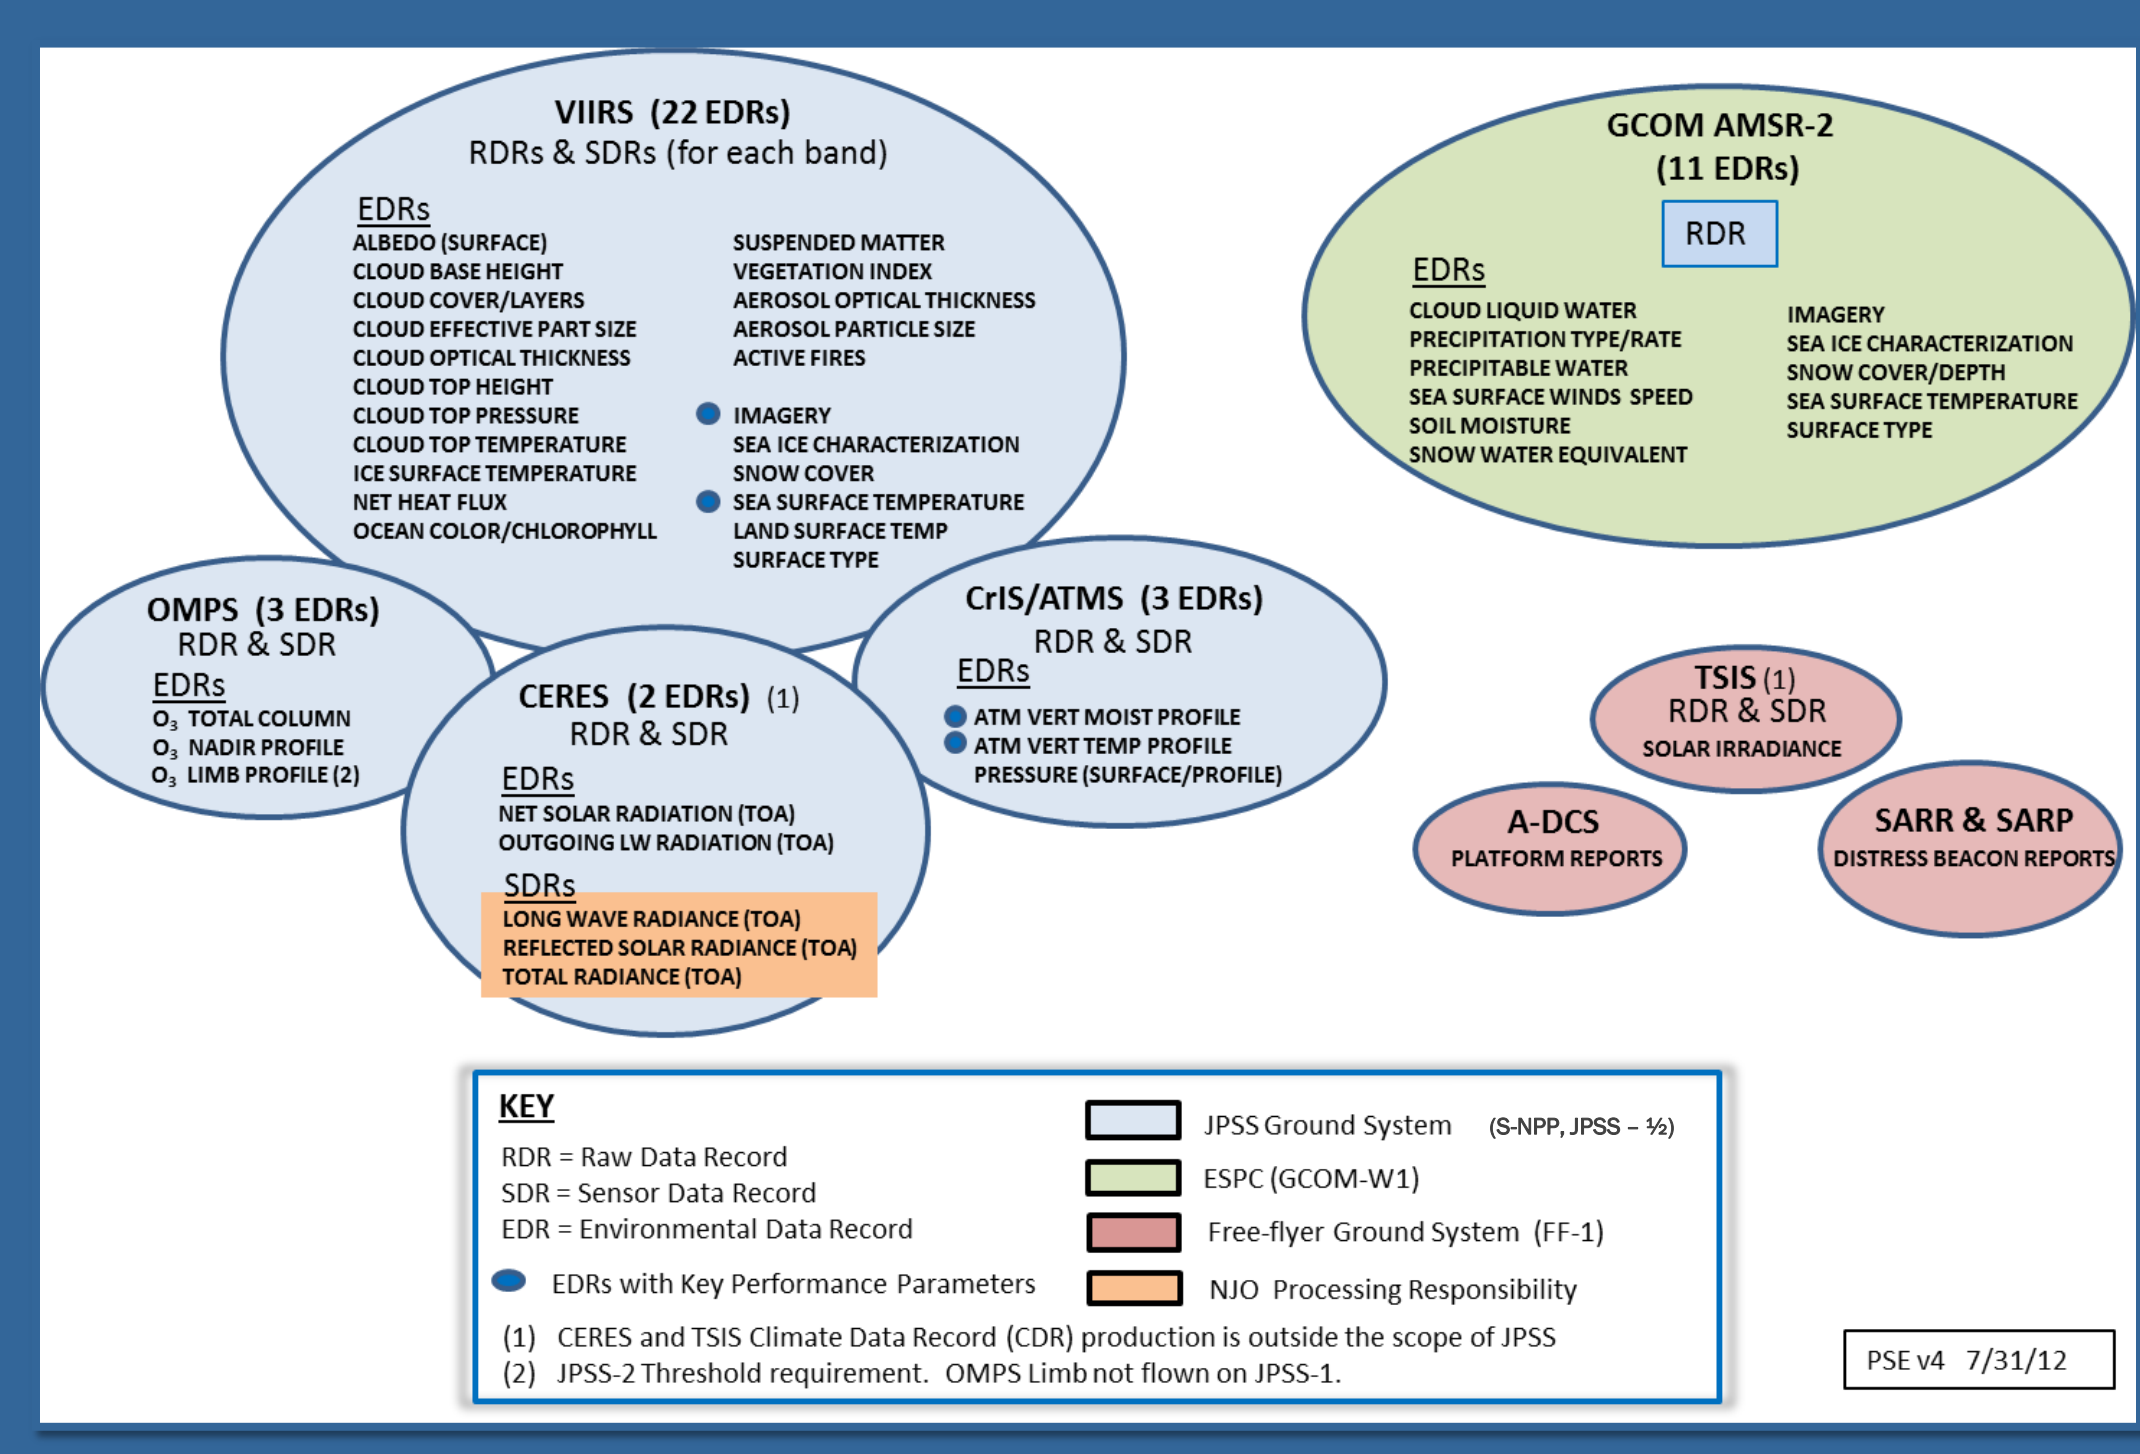 VIIRS (22 EDRs)
RDRs & SDRs (for each band)
EDRs
ALBEDO (SURFACE)
CLOUD BASE HEIGHT
CLOUD COVER/LAYERS
CLOUD EFFECTIVE PART SIZE
CLOUD OPTICAL THICKNESS
CLOUD TOP HEIGHT
CLOUD TOP PRESSURE
CLOUD TOP TEMPERATURE
ICE SURFACE TEMPERATURE
NET HEAT FLUX
OCEAN COLOR/CHLOROPHYLL
SUSPENDED MATTER
VEGETATION INDEX
AEROSOL OPTICAL THICKNESS
AEROSOL PARTICLE SIZE
ACTIVE FIRES
IMAGERY
SEA ICE CHARACTERIZATION
SNOW COVER
SEA SURFACE TEMPERATURE
LAND SURFACE TEMP
SURFACE TYPE
GCOM AMSR-2
(11 EDRs)
RDR
EDRs
CLOUD LIQUID WATER
PRECIPITATION TYPE/RATE
PRECIPITABLE WATER
SEA SURFACE WINDS SPEED
SOIL MOISTURE
SNOW WATER EQUIVALENT
IMAGERY
SEA ICE CHARACTERIZATION
SNOW COVER/DEPTH
SEA SURFACE TEMPERATURE
SURFACE TYPE
OMPS (3 EDRs)
RDR & SDR
EDRs
O₃ TOTAL COLUMN
O₃ NADIR PROFILE
O₃ LIMB PROFILE (2)
CERES (2 EDRs) (1)
RDR & SDR
EDRs
NET SOLAR RADIATION (TOA)
OUTGOING LW RADIATION (TOA)
SDRs
LONG WAVE RADIANCE (TOA)
REFLECTED SOLAR RADIANCE (TOA)
TOTAL RADIANCE (TOA)
CrIS/ATMS (3 EDRs)
RDR & SDR
EDRs
ATM VERT MOIST PROFILE
ATM VERT TEMP PROFILE
PRESSURE (SURFACE/PROFILE)
TSIS (1)
RDR & SDR
SOLAR IRRADIANCE
A-DCS
PLATFORM REPORTS
SARR & SARP
DISTRESS BEACON REPORTS
KEY
RDR = Raw Data Record
SDR = Sensor Data Record
EDR = Environmental Data Record
EDRs with Key Performance Parameters
JPSS Ground System (S-NPP, JPSS – ½)
ESPC (GCOM-W1)
Free-flyer Ground System (FF-1)
NJO Processing Responsibility
(1) CERES and TSIS Climate Data Record (CDR) production is outside the scope of JPSS
(2) JPSS-2 Threshold requirement. OMPS Limb not flown on JPSS-1.
PSE v4 7/31/12